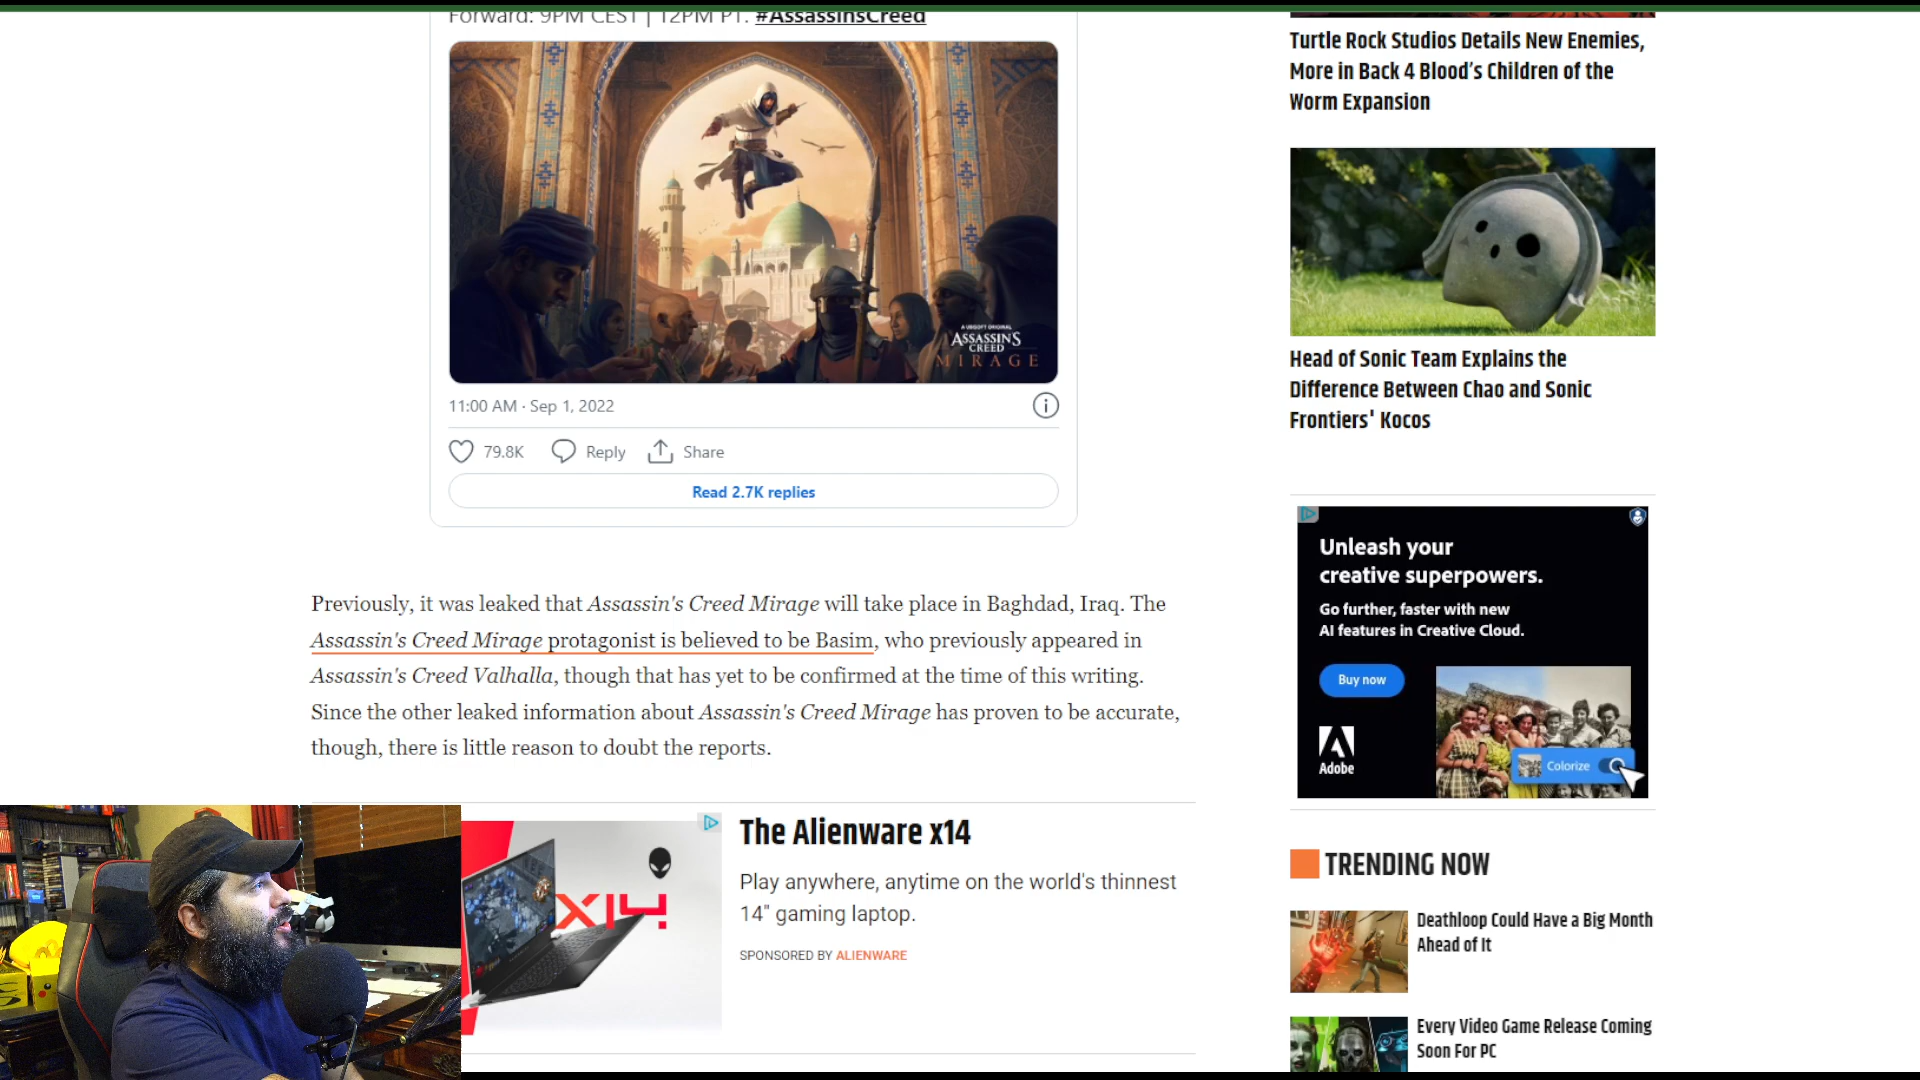 Forward: 9PM CEST | 12PM PT. #AssassinsCreed
A UBISOFT ORIGINAL
ASSASSIN'S
CREED
MIRAGE
11:00 AM · Sep 1, 2022
79.8K Reply Share
Read 2.7K replies
Previously, it was leaked that Assassin's Creed Mirage will take place in Baghdad, Iraq. The
Assassin's Creed Mirage protagonist is believed to be Basim, who previously appeared in
Assassin's Creed Valhalla, though that has yet to be confirmed at the time of this writing.
Since the other leaked information about Assassin's Creed Mirage has proven to be accurate,
though, there is little reason to doubt the reports.
X14
The Alienware x14
Play anywhere, anytime on the world's thinnest
14" gaming laptop.
SPONSORED BY ALIENWARE
Turtle Rock Studios Details New Enemies,
More in Back 4 Blood’s Children of the
Worm Expansion
Head of Sonic Team Explains the
Difference Between Chao and Sonic
Frontiers' Kocos
Unleash your
creative superpowers.
Go further, faster with new
AI features in Creative Cloud.
Buy now
Adobe
Colorize
TRENDING NOW
Deathloop Could Have a Big Month
Ahead of It
Every Video Game Release Coming
Soon For PC